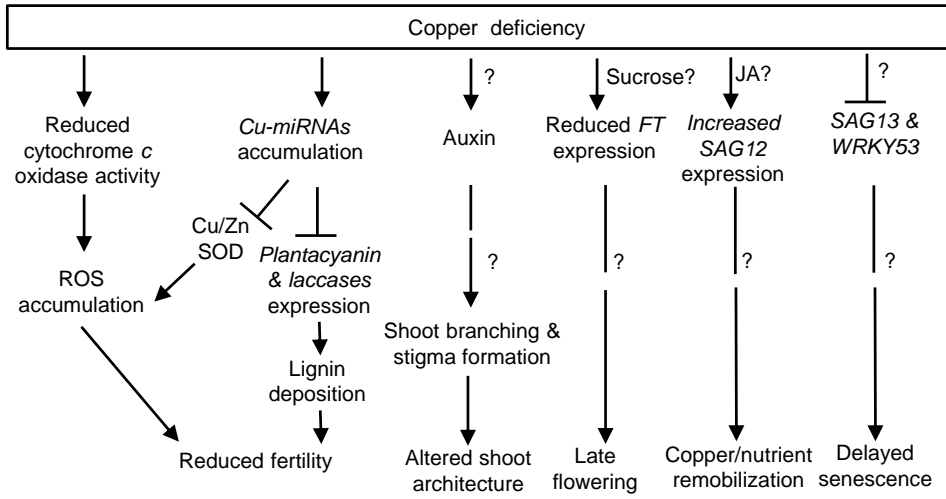 Copper deficiency
?
Sucrose?
JA?
?
Reduced
cytochrome c
oxidase activity
Cu-miRNAs
accumulation
Auxin
Reduced FT
expression
Increased
SAG12
expression
SAG13 &
WRKY53
Cu/Zn
SOD
Plantacyanin
& laccases
expression
ROS
accumulation
?
?
?
?
Shoot branching &
stigma formation
Lignin
deposition
Reduced fertility
Altered shoot
architecture
Late
flowering
Copper/nutrient
remobilization
Delayed
senescence